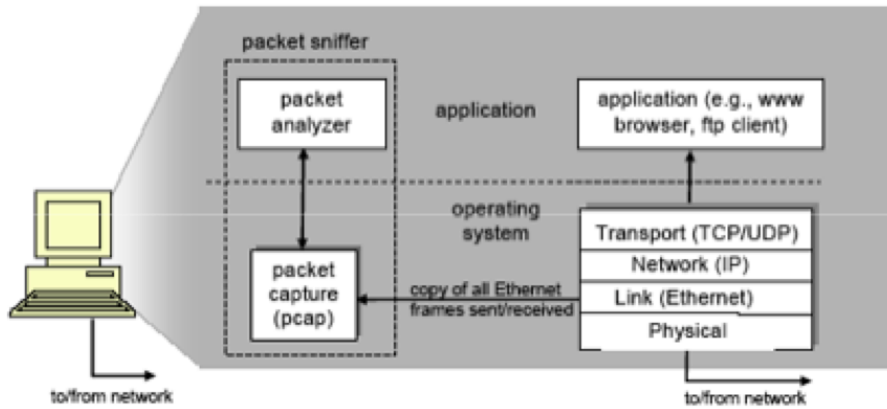 packet sniffer
packet
analyzer
application
application (e.g., www
browser, ftp client)
operating
system
packet
capture
(pcap)
copy of all Ethernet
frames sent/received
Transport (TCP/UDP)
Network (IP)
Link (Ethernet)
Physical
to/from network
to/from network